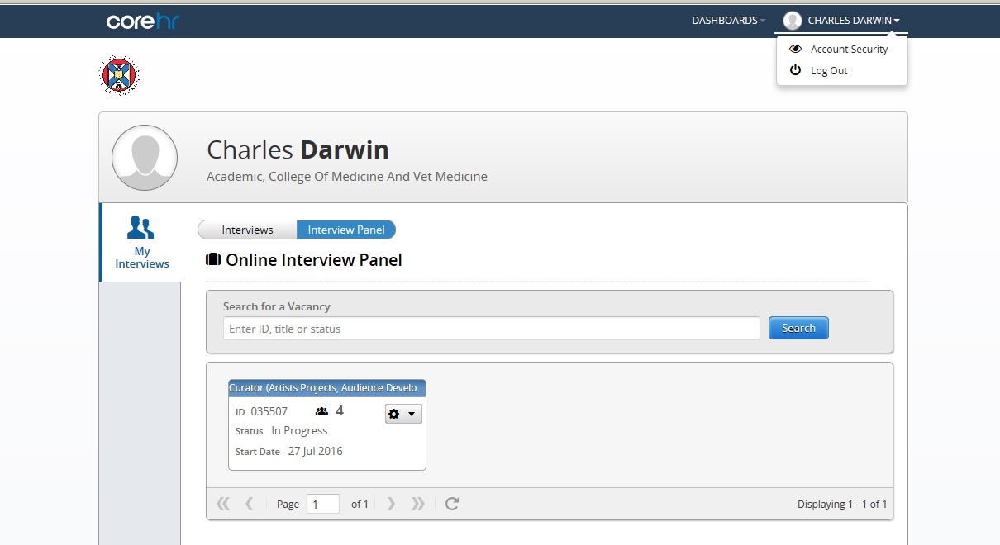 corehr
DASHBOARDS
CHARLES DARWIN
Account Security
Log Out
Charles Darwin
Academic, College Of Medicine And Vet Medicine
My
Interviews
Interviews
Interview Panel
Online Interview Panel
Search for a Vacancy
Enter ID, title or status
Search
Curator (Artists Projects, Audience Develo...
ID 035507 4
Status In Progress
Start Date 27 Jul 2016
Page 1 of 1
Displaying 1 - 1 of 1